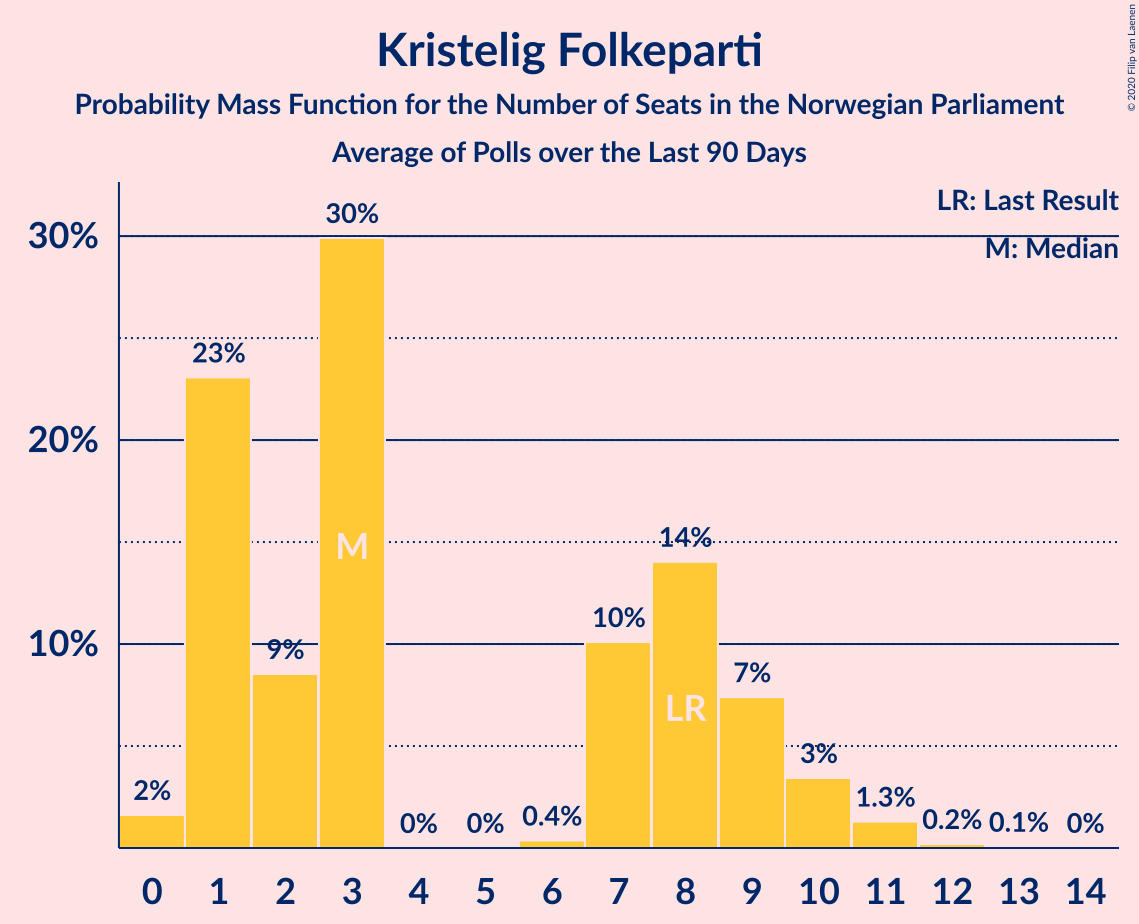 Kristelig Folkeparti
Probability Mass Function for the Number of Seats in the Norwegian Parliament
Average of Polls over the Last 90 Days
© 2020 Filip van Laenen
LR: Last Result
M: Median
30%
20%
10%
2%
23%
9%
30%
M
0%
0%
0.4%
10%
14%
LR
7%
3%
1.3%
0.2%
0.1%
0%
0 1 2 3 4 5 6 7 8 9 10 11 12 13 14